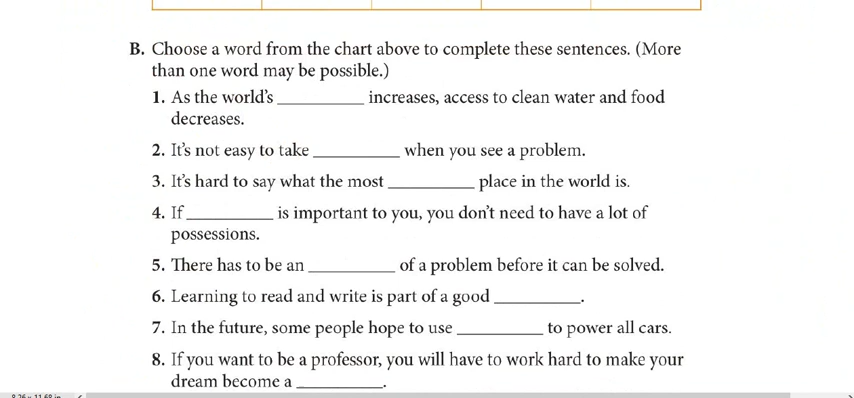 B. Choose a word from the chart above to complete these sentences. (More
than one word may be possible.)
1. As the world's __________ increases, access to clean water and food
decreases.
2. It's not easy to take __________ when you see a problem.
3. It's hard to say what the most __________ place in the world is.
4. If __________ is important to you, you don't need to have a lot of
possessions.
5. There has to be an __________ of a problem before it can be solved.
6. Learning to read and write is part of a good __________.
7. In the future, some people hope to use __________ to power all cars.
8. If you want to be a professor, you will have to work hard to make your
dream become a __________.
8.26 x 11.68 in